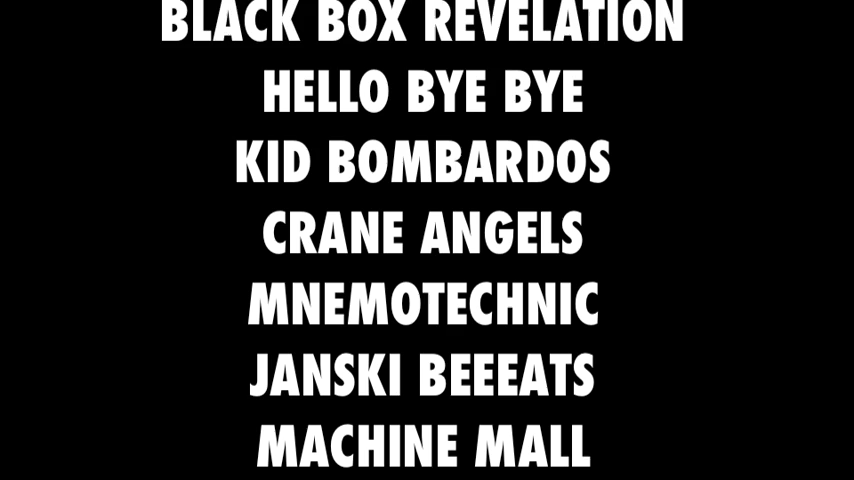 BLACK BOX REVELATION
HELLO BYE BYE
KID BOMBARDOS
CRANE ANGELS
MNEMOTECHNIC
JANSKI BEEEATS
MACHINE MALL